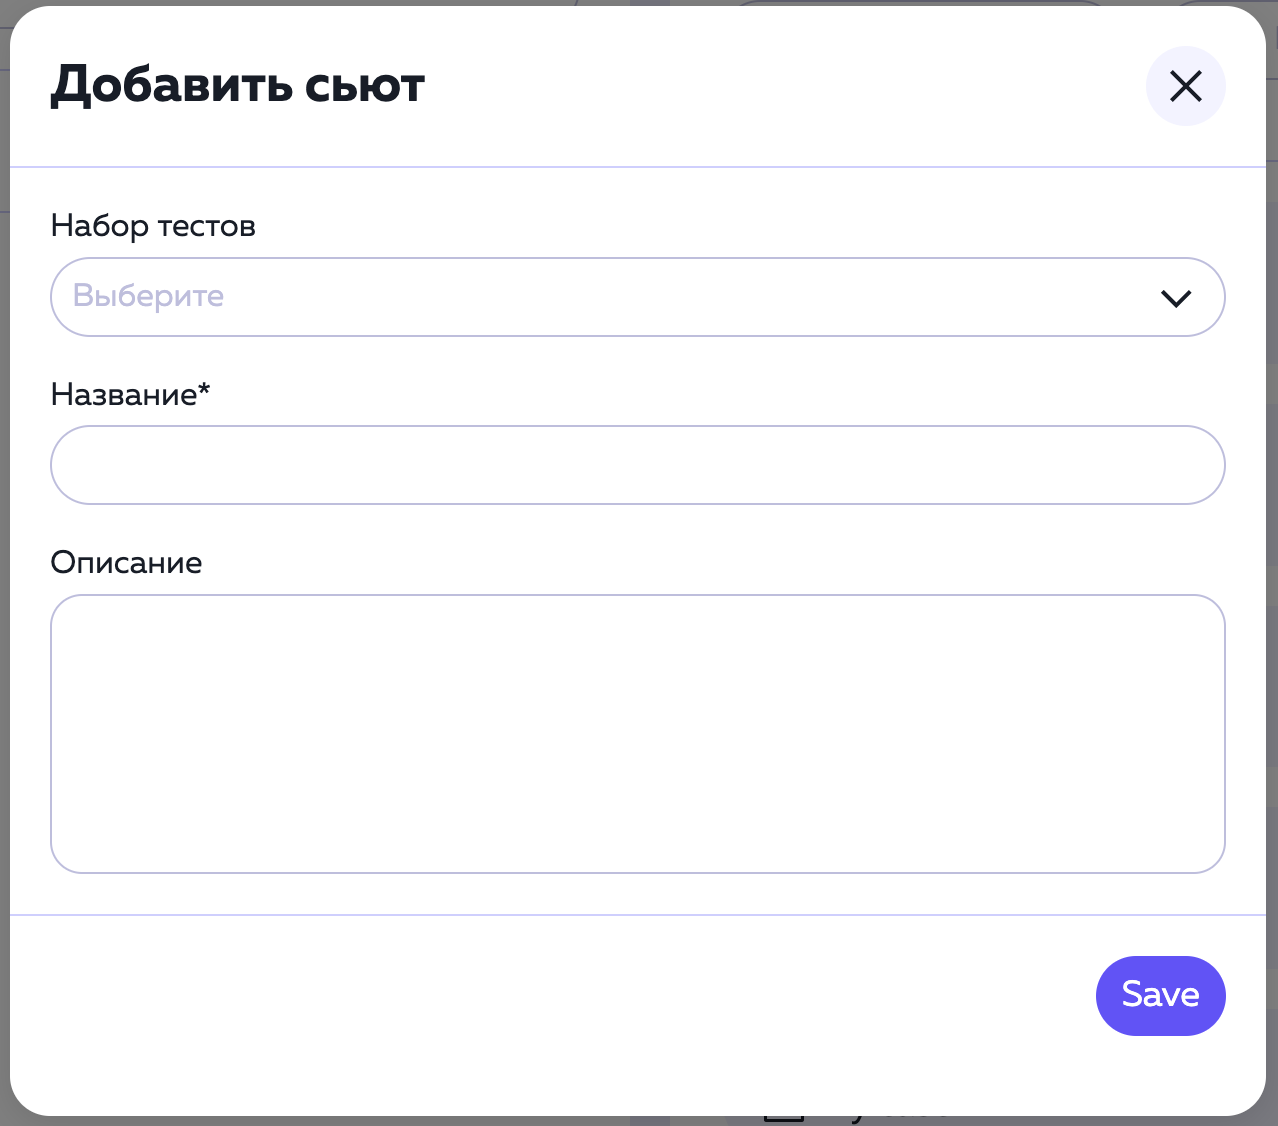 Добавить сьют
Набор тестов
Выберите
Название*
Описание
Save